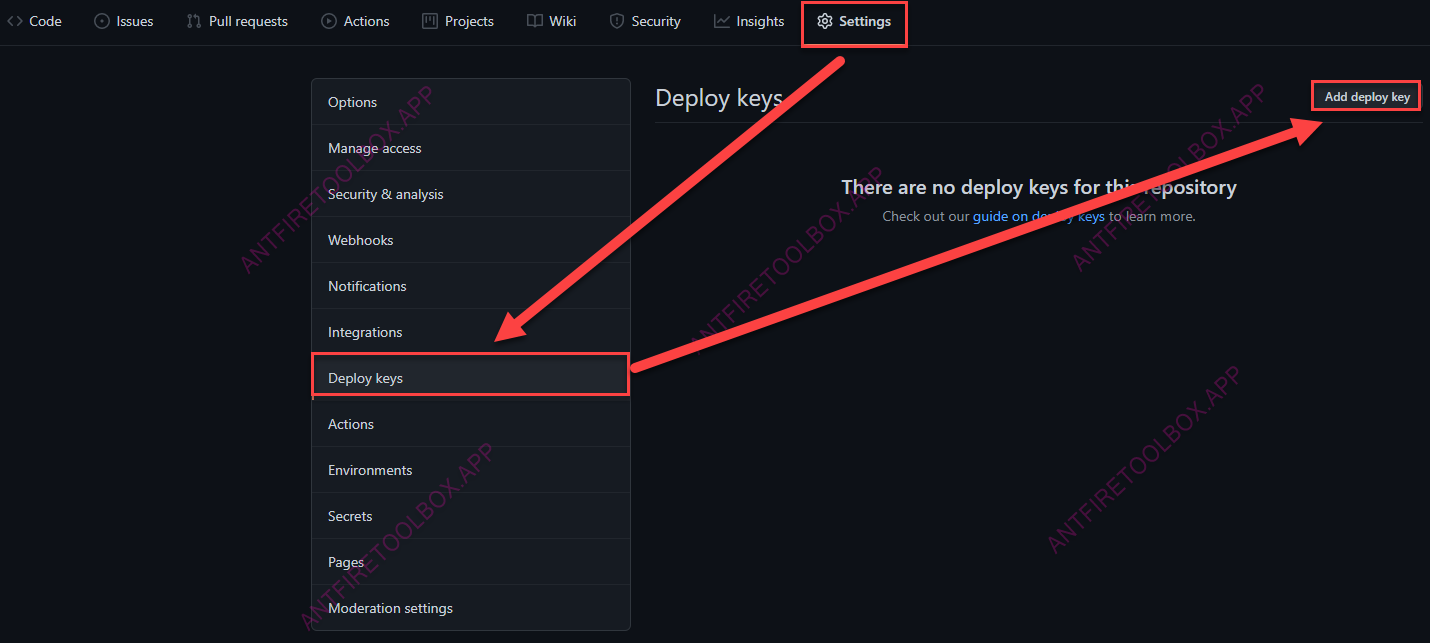 Code
Issues
Pull requests
Actions
Projects
Wiki
Security
Insights
Settings
Options
Manage access
Security & analysis
Webhooks
Notifications
Integrations
Deploy keys
Actions
Environments
Secrets
Pages
Moderation settings
Deploy keys
Add deploy key
There are no deploy keys for this repository
Check out our guide on deploy keys to learn more.
ANTFIRETOOLBOX.APP
ANTFIRETOOLBOX.APP
ANTFIRETOOLBOX.APP
ANTFIRETOOLBOX.APP
ANTFIRETOOLBOX.APP